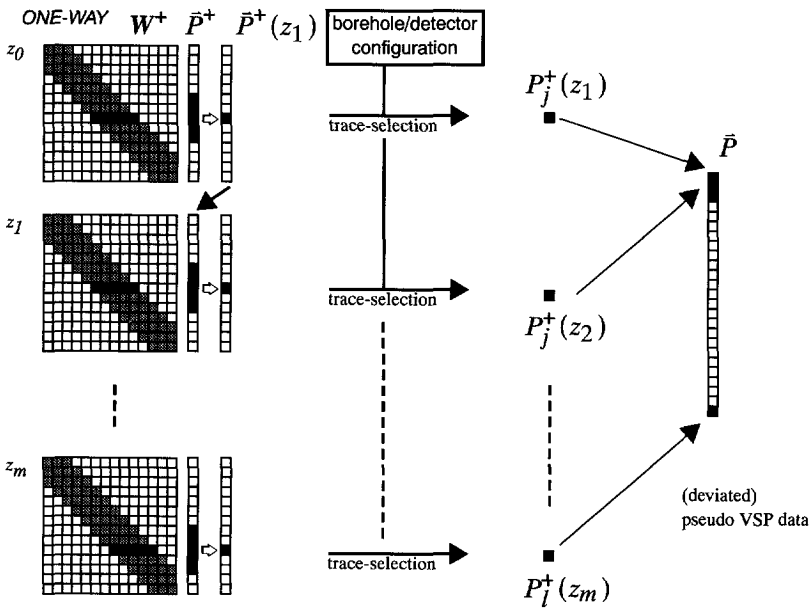 ONE-WAY W⁺ P⃗⁺ P⃗⁺(z₁)
borehole/detector
configuration
z₀
trace-selection
P⁺ⱼ(z₁)
P⃗
z₁
trace-selection
P⁺ⱼ(z₂)
zₘ
trace-selection
P⁺ₗ(zₘ)
(deviated)
pseudo VSP data